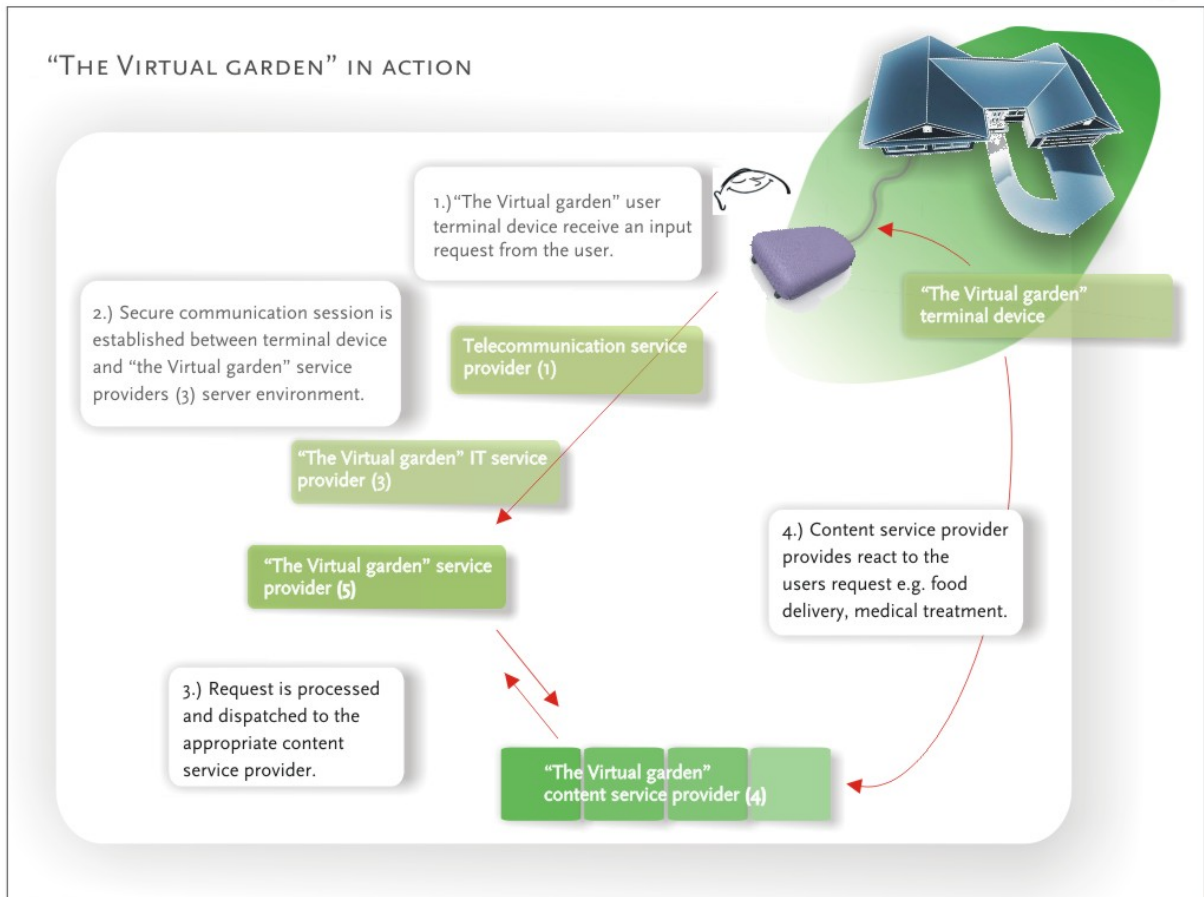 “The Virtual garden” in action
1.) “The Virtual garden” user
terminal device receive an input
request from the user.
“The Virtual garden”
terminal device
2.) Secure communication session is
established between terminal device
and “the Virtual garden” service
providers (3) server environment.
Telecommunication service
provider (1)
“The Virtual garden” IT service
provider (3)
“The Virtual garden” service
provider (5)
4.) Content service provider
provides react to the
users request e.g. food
delivery, medical treatment.
3.) Request is processed
and dispatched to the
appropriate content
service provider.
“The Virtual garden”
content service provider (4)